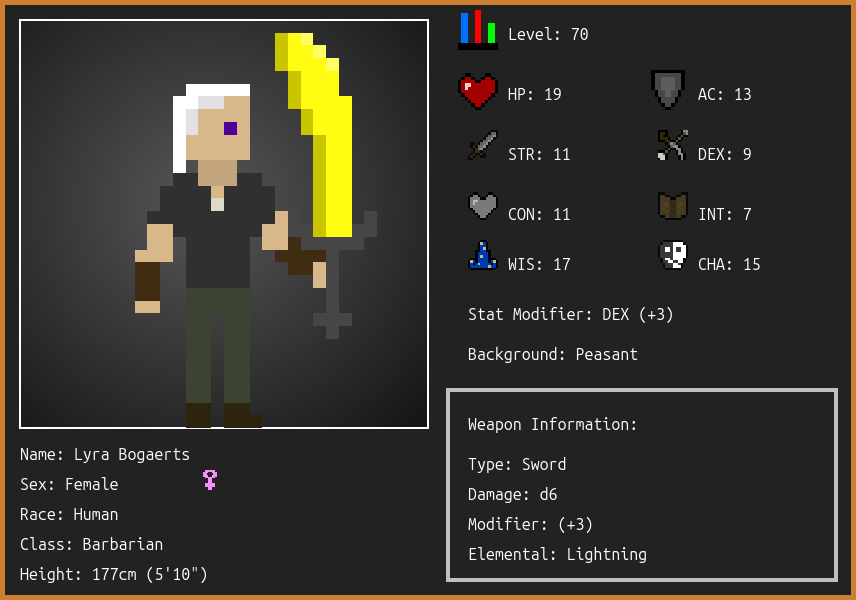 Level: 70
HP: 19
AC: 13
STR: 11
DEX: 9
CON: 11
INT: 7
WIS: 17
CHA: 15
Stat Modifier: DEX (+3)
Background: Peasant
Weapon Information:
Type: Sword
Damage: d6
Modifier: (+3)
Elemental: Lightning
Name: Lyra Bogaerts
Sex: Female
Race: Human
Class: Barbarian
Height: 177cm (5'10")